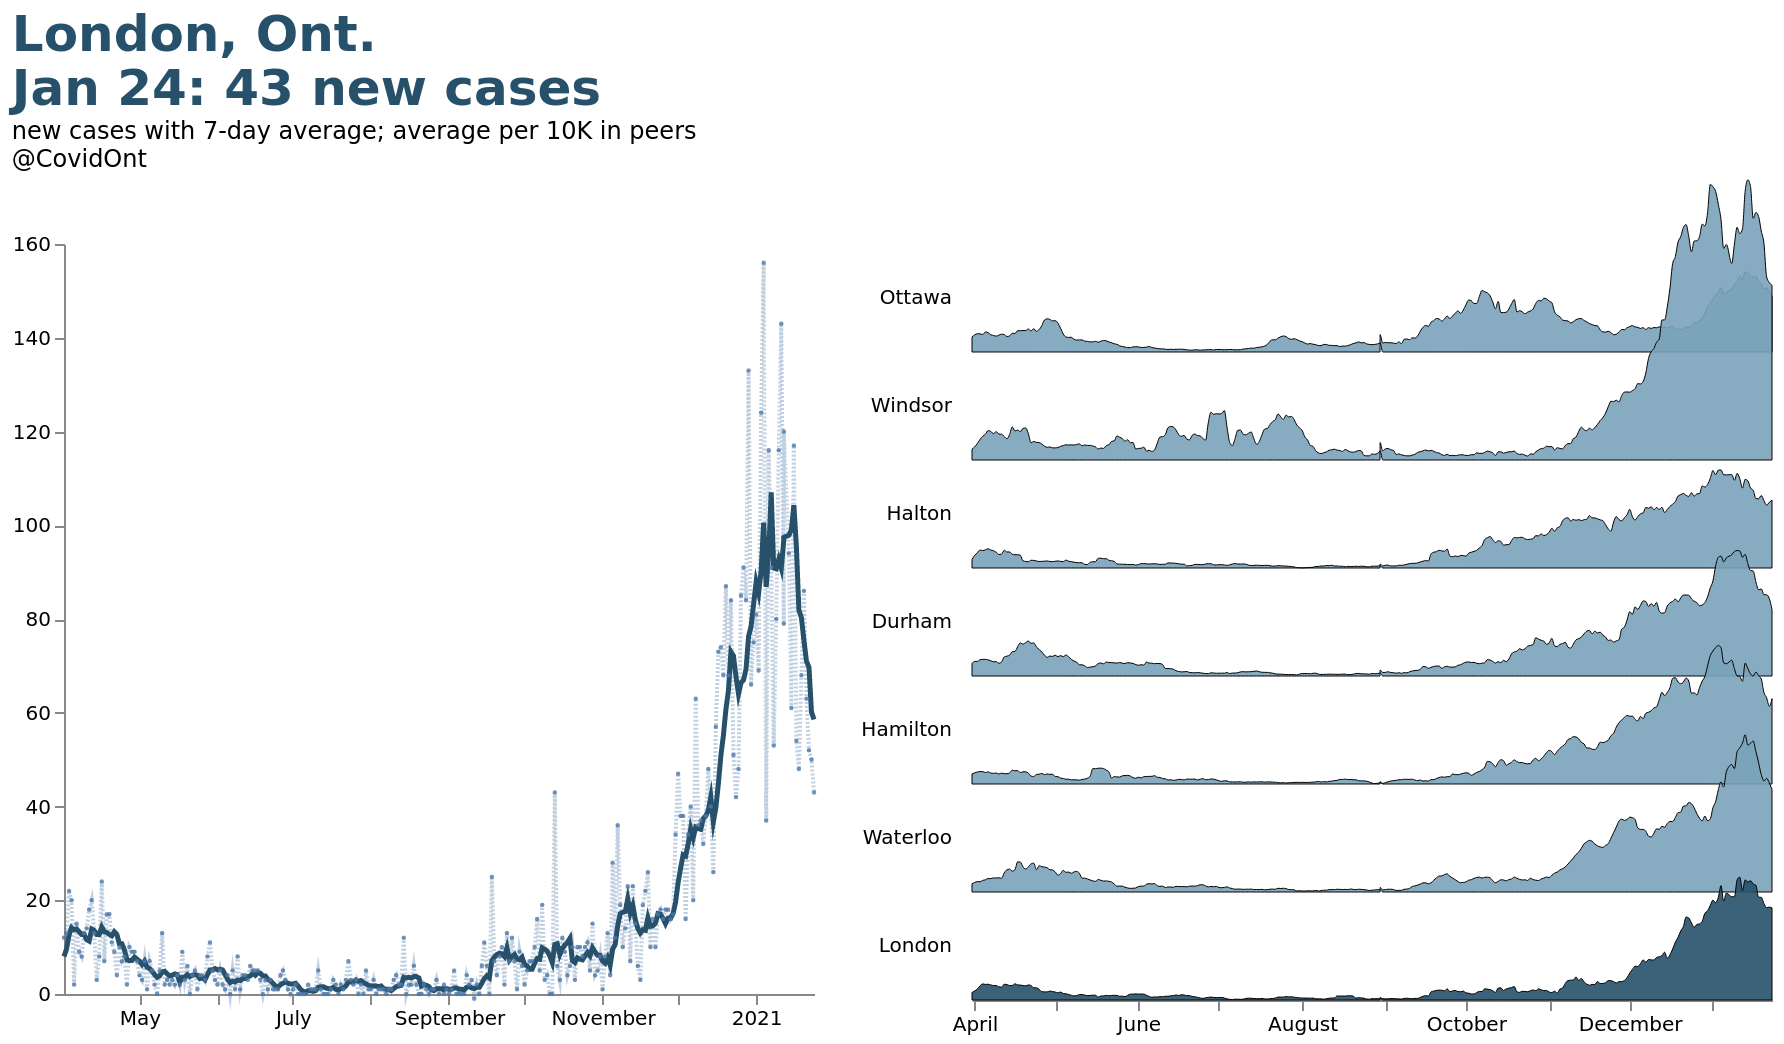 London, Ont.
Jan 24: 43 new cases
new cases with 7-day average; average per 10K in peers
@CovidOnt
160
140
120
100
80
60
40
20
0
May
July
September
November
2021
Ottawa
Windsor
Halton
Durham
Hamilton
Waterloo
London
April
June
August
October
December